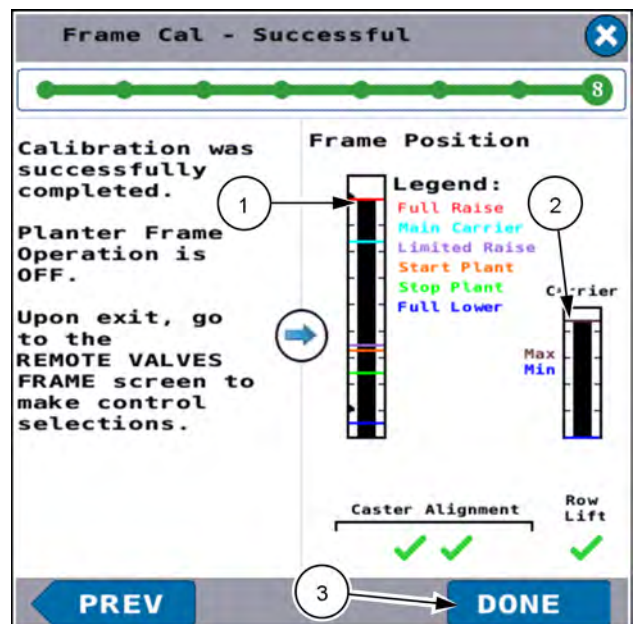 Frame Cal - Successful
8
Calibration was
successfully
completed.
Planter Frame
Operation is
OFF.
Upon exit, go
to the
REMOTE VALVES
FRAME screen to
make control
selections.
Frame Position
1
Legend:
Full Raise
Main Carrier
Limited Raise
Start Plant
Stop Plant
Full Lower
2
Carrier
Max
Min
Caster Alignment
Row
Lift
PREV
3
DONE